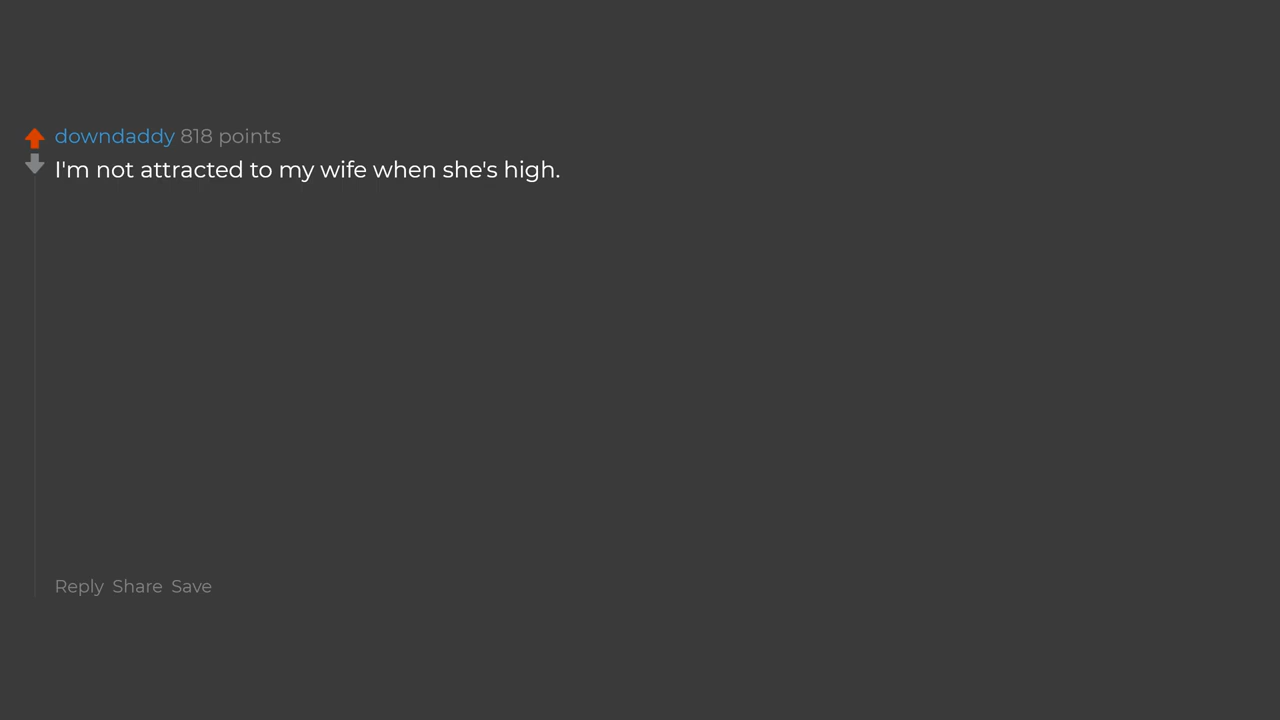 downdaddy 818 points
I'm not attracted to my wife when she's high.
Reply Share Save